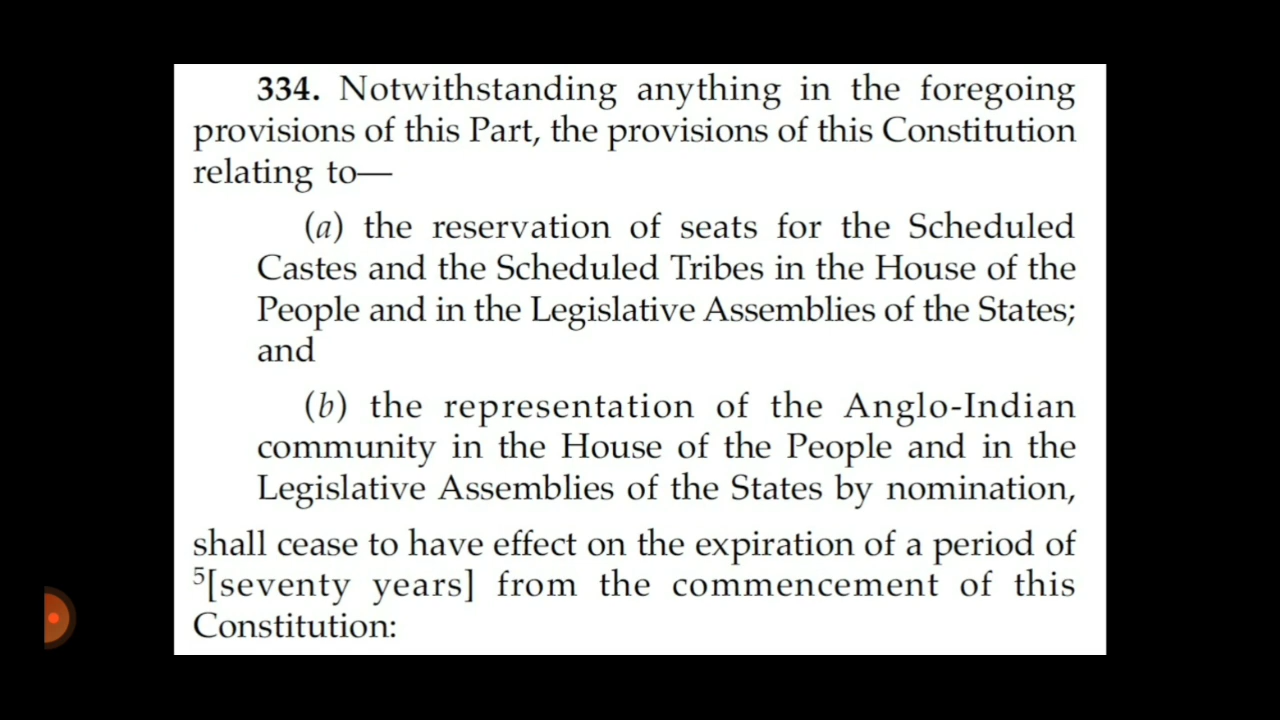 334. Notwithstanding anything in the foregoing
provisions of this Part, the provisions of this Constitution
relating to—
(a) the reservation of seats for the Scheduled
Castes and the Scheduled Tribes in the House of the
People and in the Legislative Assemblies of the States;
and
(b) the representation of the Anglo-Indian
community in the House of the People and in the
Legislative Assemblies of the States by nomination,
shall cease to have effect on the expiration of a period of
⁵[seventy years] from the commencement of this
Constitution: